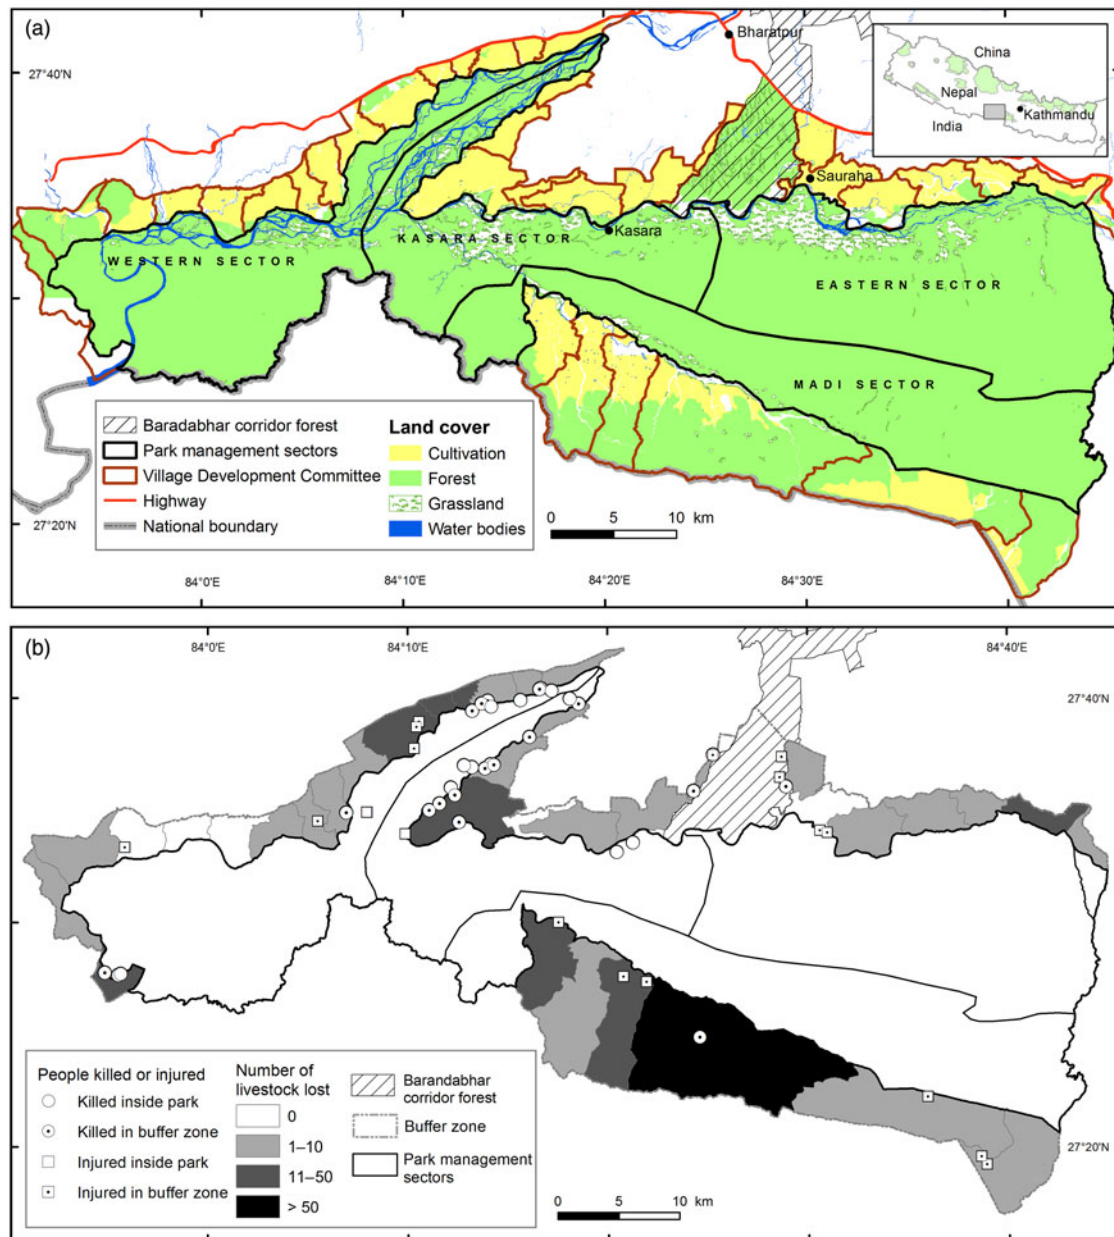 (a)
Bharatpur
27°40'N
China
Nepal
Kathmandu
India
Sauraha
Kasara
KASARA SECTOR
WESTERN SECTOR
EASTERN SECTOR
MADI SECTOR
Baradabhar corridor forest
Park management sectors
Village Development Committee
Highway
National boundary
Land cover
Cultivation
Forest
Grassland
Water bodies
0 5 10 km
27°20'N
84°0'E
84°10'E
84°20'E
84°30'E
(b)
84°0'E
84°10'E
84°40'E
27°40'N
People killed or injured
Killed inside park
Killed in buffer zone
Injured inside park
Injured in buffer zone
Number of
livestock lost
0
1–10
11–50
> 50
Barandabhar
corridor forest
Buffer zone
Park management
sectors
0 5 10 km
27°20'N